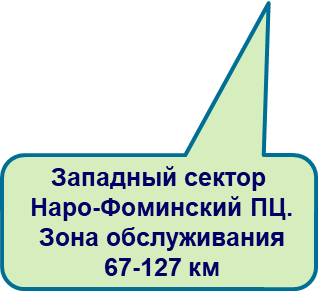 Западный сектор
Наро-Фоминский ПЦ.
Зона обслуживания
67-127 км